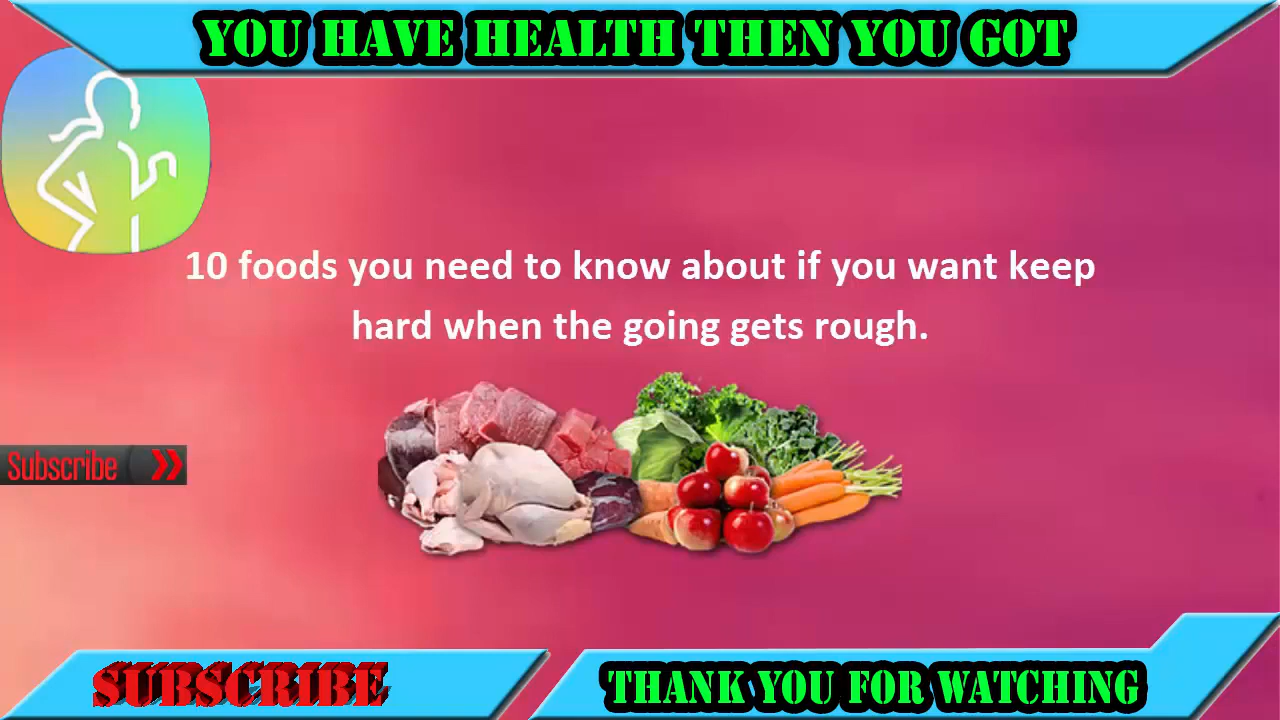 YOU HAVE HEALTH THEN YOU GOT
10 foods you need to know about if you want keep
hard when the going gets rough.
Subscribe
SUBSCRIBE
THANK YOU FOR WATCHING